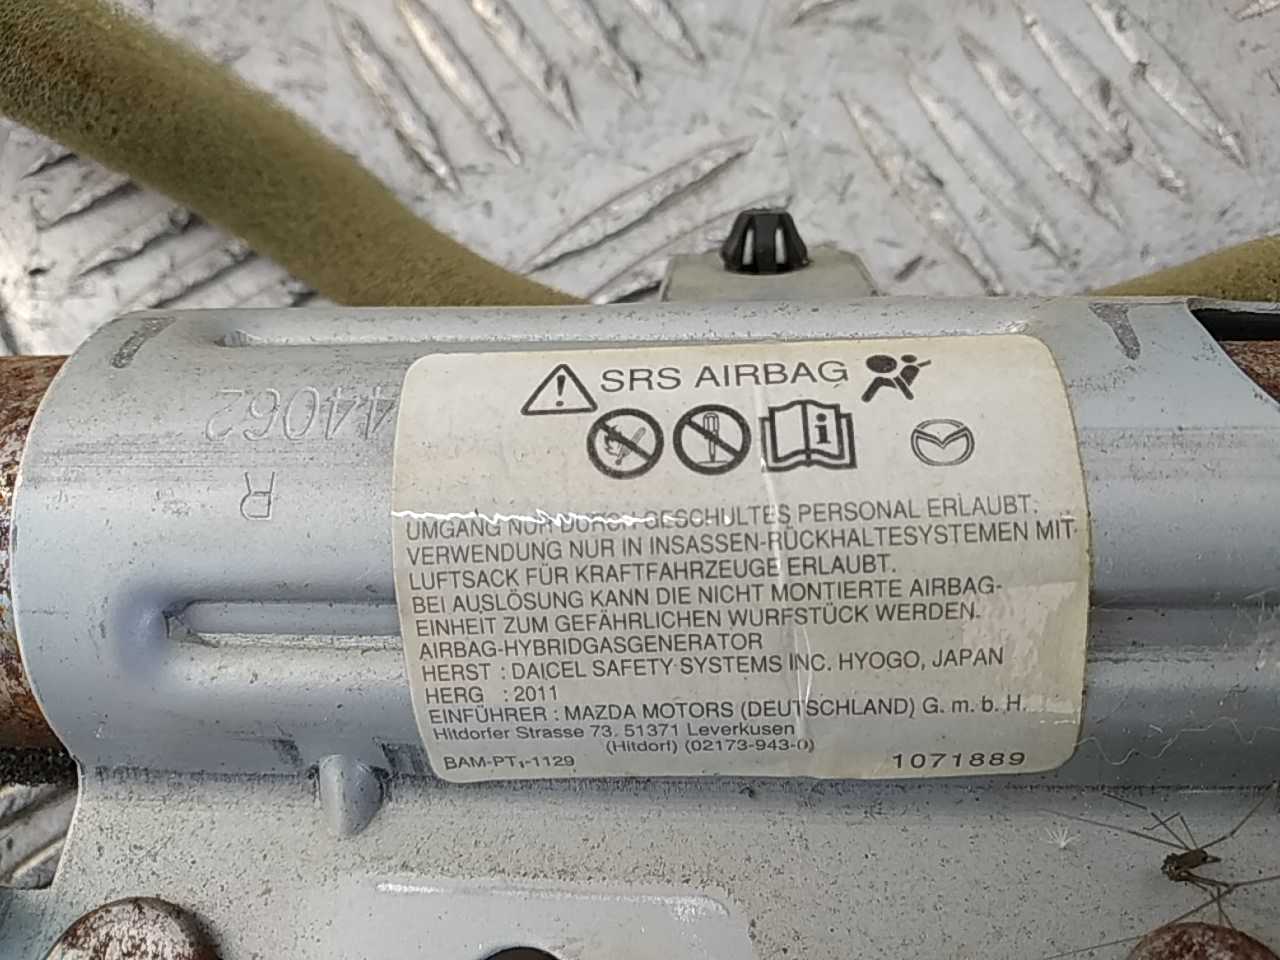 SRS AIRBAG
i
44062
R
UMGANG NUR DURCH GESCHULTES PERSONAL ERLAUBT.
VERWENDUNG NUR IN INSASSEN-RÜCKHALTESYSTEMEN MIT
LUFTSACK FÜR KRAFTFAHRZEUGE ERLAUBT.
BEI AUSLÖSUNG KANN DIE NICHT MONTIERTE AIRBAG-
EINHEIT ZUM GEFÄHRLICHEN WURFSTÜCK WERDEN.
AIRBAG-HYBRIDGASGENERATOR
HERST : DAICEL SAFETY SYSTEMS INC. HYOGO, JAPAN
HERG : 2011
EINFÜHRER : MAZDA MOTORS (DEUTSCHLAND) G. m. b. H.
Hitdorfer Strasse 73, 51371 Leverkusen
(Hitdorf) (02173-943-0)
BAM-PT₁-1129 1071889